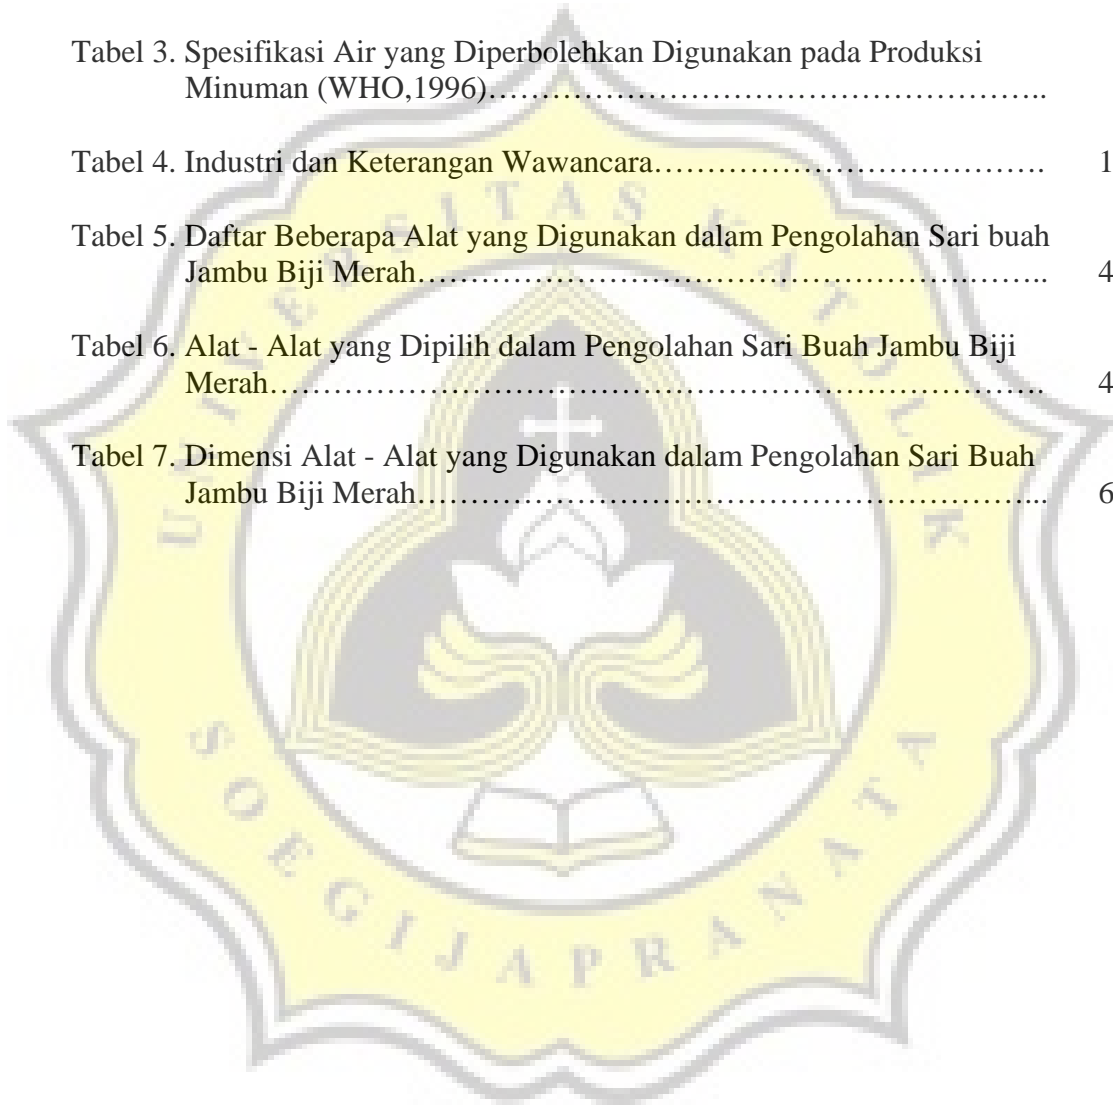 Tabel 3. Spesifikasi Air yang Diperbolehkan Digunakan pada Produksi
Minuman (WHO,1996)…………………………………………….. 
Tabel 4. Industri dan Keterangan Wawancara………………………………. 1
Tabel 5. Daftar Beberapa Alat yang Digunakan dalam Pengolahan Sari buah
Jambu Biji Merah………………………………………………….. 4
Tabel 6. Alat - Alat yang Dipilih dalam Pengolahan Sari Buah Jambu Biji
Merah………………………………………………………………. 4
Tabel 7. Dimensi Alat - Alat yang Digunakan dalam Pengolahan Sari Buah
Jambu Biji Merah…………………………………………………... 6
UNIVERSITAS KATOLIK
SOEGIJAPRANATA